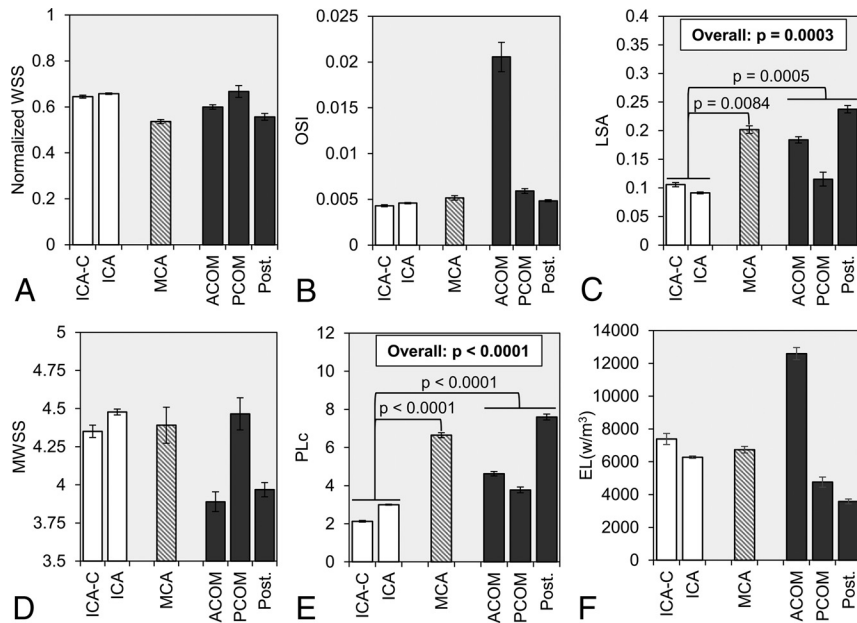 Normalized WSS
1
0.8
0.6
0.4
0.2
0
ICA-C
ICA
MCA
ACOM
PCOM
Post.
A
OSI
0.025
0.02
0.015
0.01
0.005
0
ICA-C
ICA
MCA
ACOM
PCOM
Post.
B
LSA
0.4
0.35
0.3
0.25
0.2
0.15
0.1
0.05
0
Overall: p = 0.0003
p = 0.0005
p = 0.0084
ICA-C
ICA
MCA
ACOM
PCOM
Post.
C
MWSS
5
4.75
4.5
4.25
4
3.75
3.5
ICA-C
ICA
MCA
ACOM
PCOM
Post.
D
PLc
12
10
8
6
4
2
0
Overall: p < 0.0001
p < 0.0001
p < 0.0001
ICA-C
ICA
MCA
ACOM
PCOM
Post.
E
EL(w/m³)
14000
12000
10000
8000
6000
4000
2000
0
ICA-C
ICA
MCA
ACOM
PCOM
Post.
F